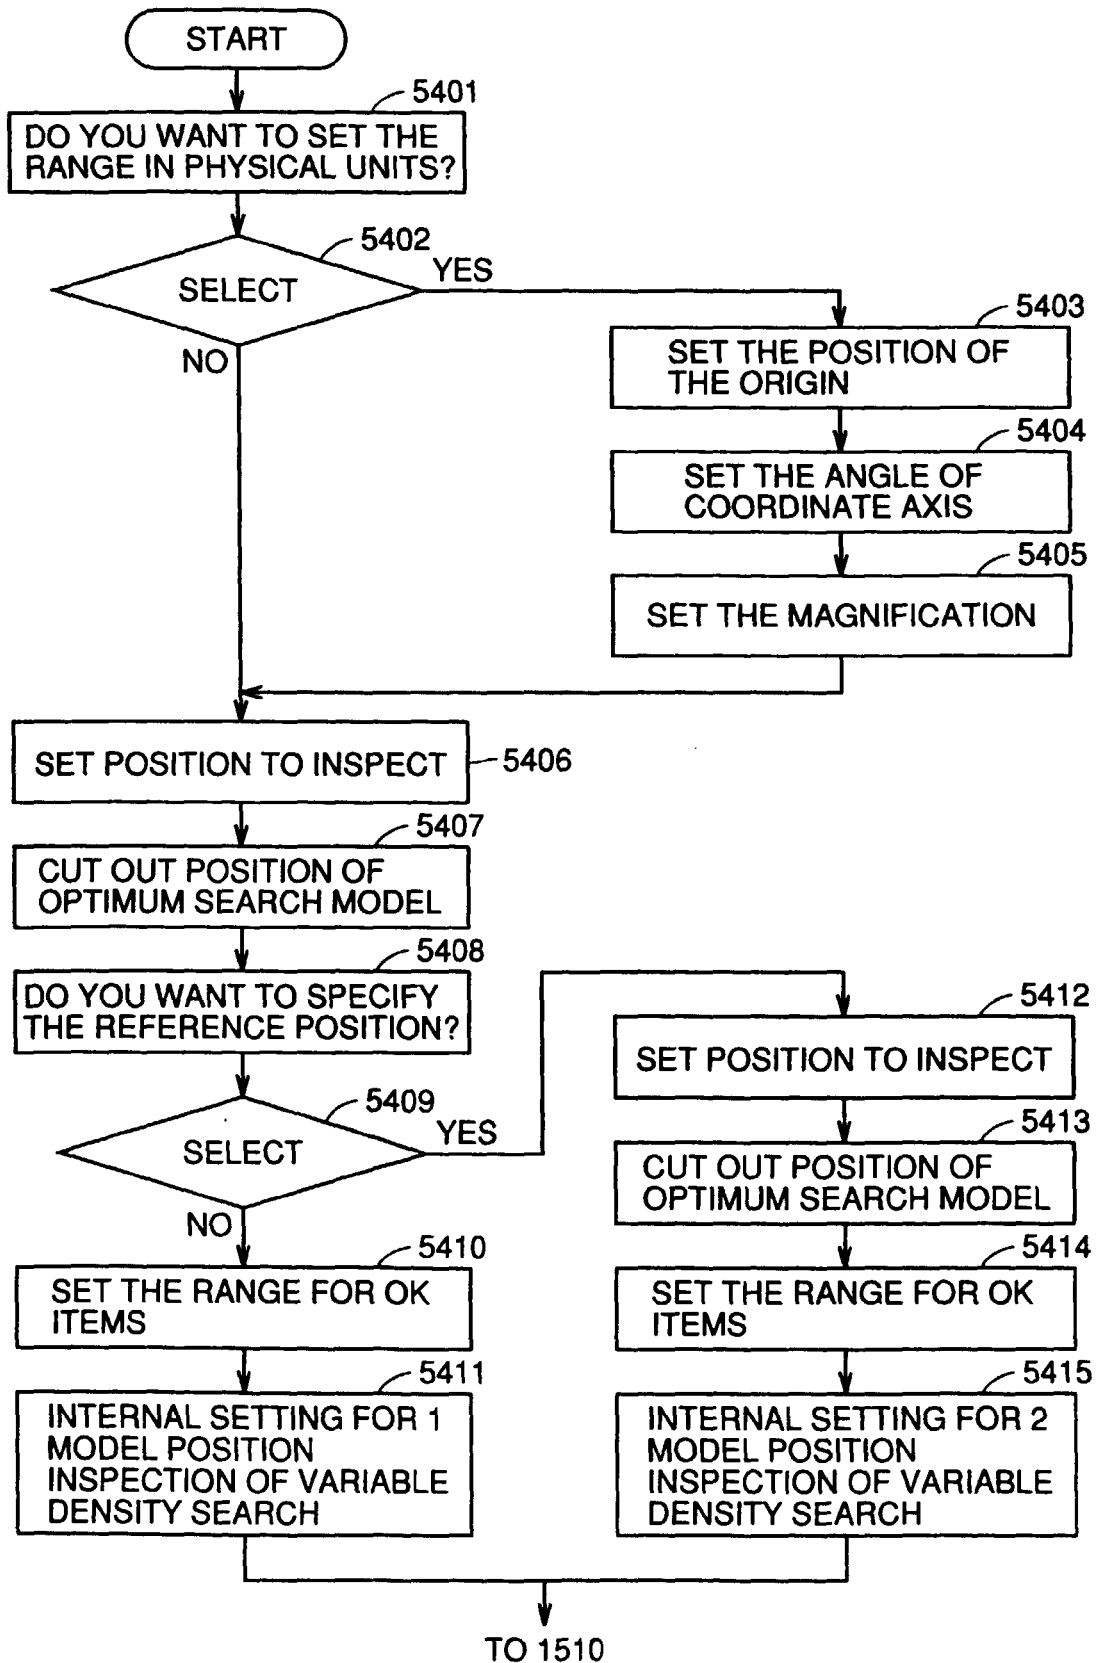 START
5401
DO YOU WANT TO SET THE
RANGE IN PHYSICAL UNITS?
5402
SELECT
YES
NO
5403
SET THE POSITION OF
THE ORIGIN
5404
SET THE ANGLE OF
COORDINATE AXIS
5405
SET THE MAGNIFICATION
SET POSITION TO INSPECT
5406
5407
CUT OUT POSITION OF
OPTIMUM SEARCH MODEL
5408
DO YOU WANT TO SPECIFY
THE REFERENCE POSITION?
5409
SELECT
YES
NO
5410
SET THE RANGE FOR OK
ITEMS
5411
INTERNAL SETTING FOR 1
MODEL POSITION
INSPECTION OF VARIABLE
DENSITY SEARCH
5412
SET POSITION TO INSPECT
5413
CUT OUT POSITION OF
OPTIMUM SEARCH MODEL
5414
SET THE RANGE FOR OK
ITEMS
5415
INTERNAL SETTING FOR 2
MODEL POSITION
INSPECTION OF VARIABLE
DENSITY SEARCH
TO 1510